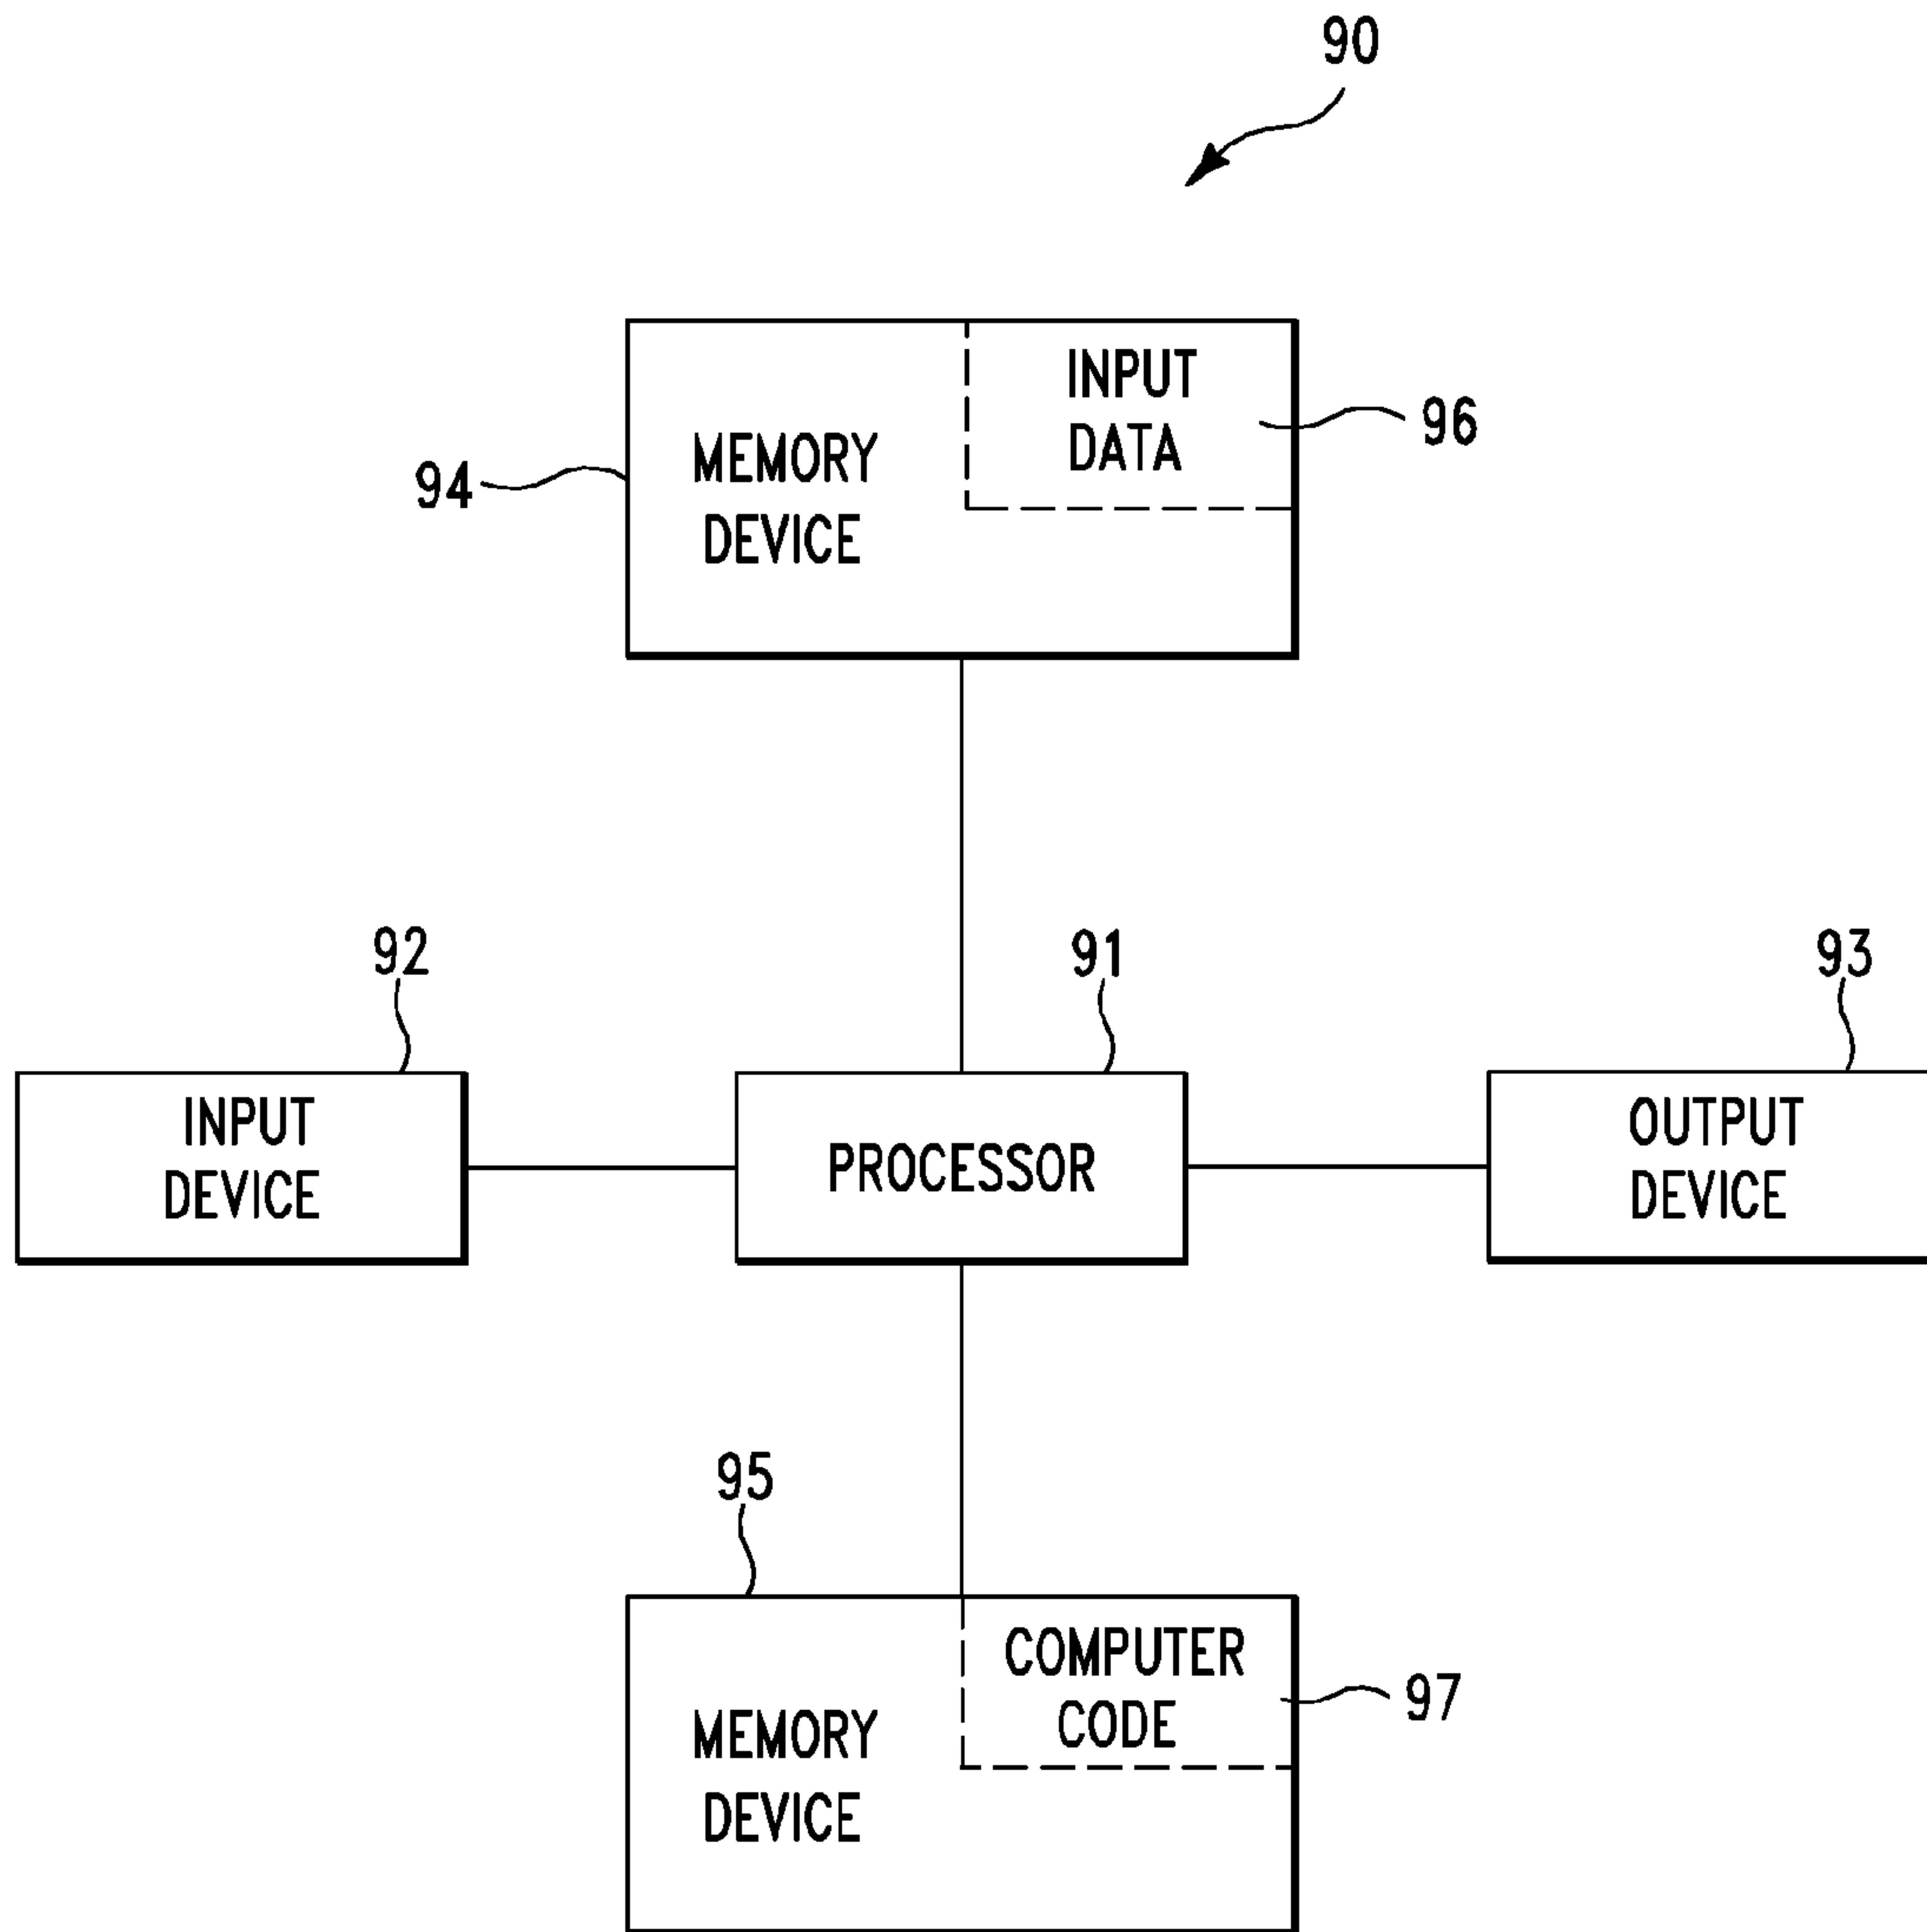 90
INPUT
DATA
96
MEMORY
DEVICE
94
92
91
93
INPUT
DEVICE
PROCESSOR
OUTPUT
DEVICE
95
COMPUTER
CODE
97
MEMORY
DEVICE